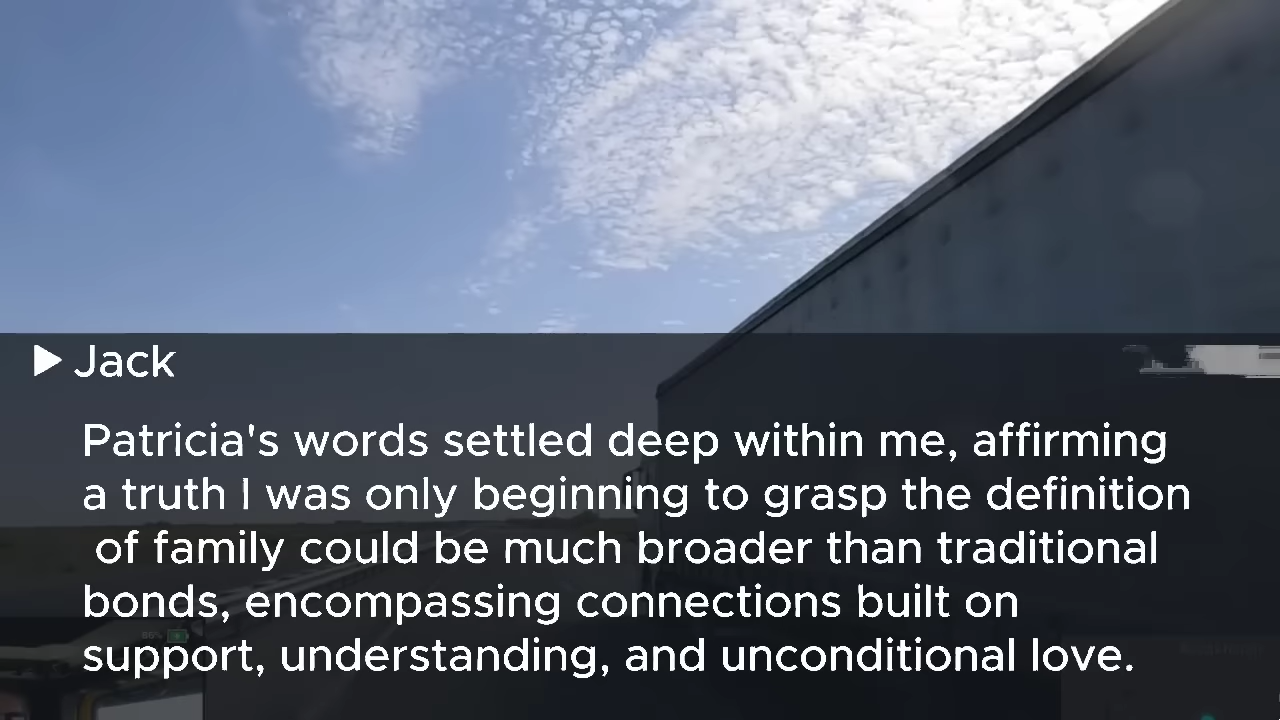 Jack
Patricia's words settled deep within me, affirming
a truth I was only beginning to grasp the definition
of family could be much broader than traditional
bonds, encompassing connections built on
support, understanding, and unconditional love.
86%